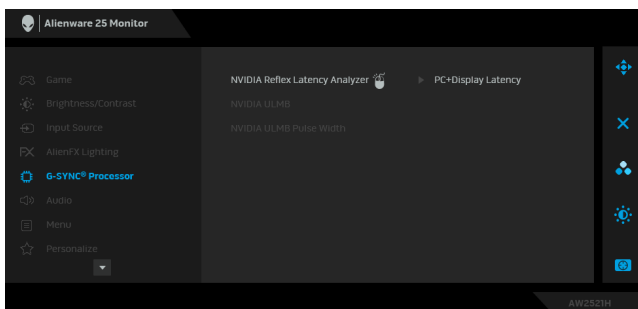 Alienware 25 Monitor
Game
NVIDIA Reflex Latency Analyzer PC+Display Latency
Brightness/Contrast
NVIDIA ULMB
Input Source
NVIDIA ULMB Pulse Width
AlienFX Lighting
G-SYNC® Processor
Audio
Menu
Personalize
AW2521H